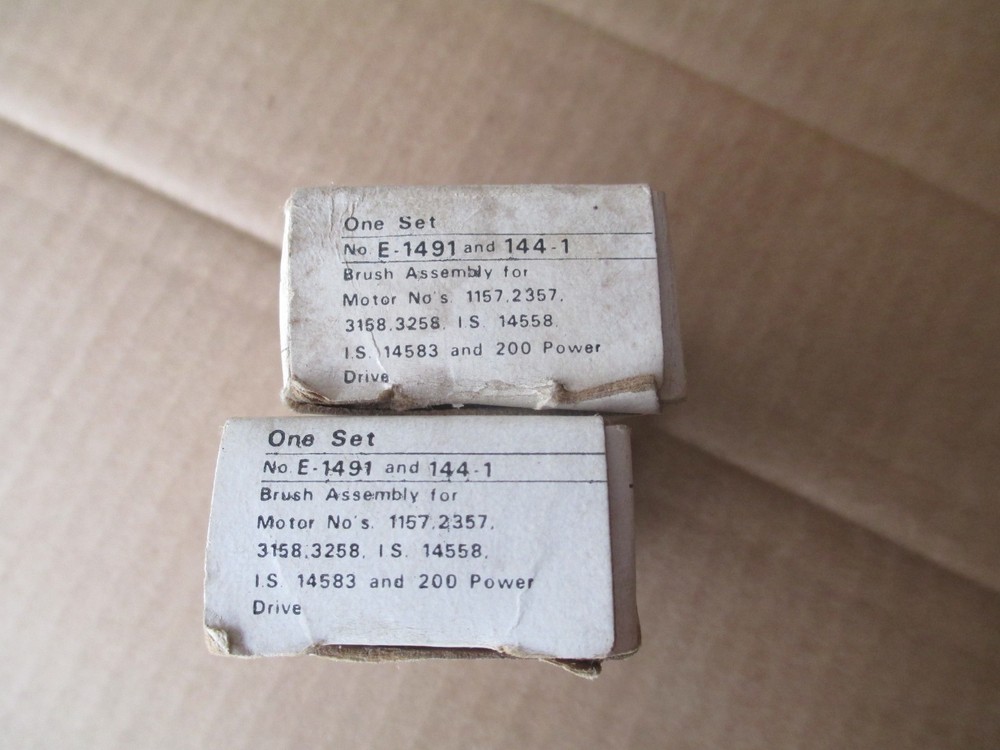 One Set
No. E-1491 and 144-1
Brush Assembly for
Motor No's. 1157,2357,
3158,3258, I.S. 14558,
I.S. 14583 and 200 Power
Drive
One Set
No. E-1491 and 144-1
Brush Assembly for
Motor No's. 1157,2357,
3158,3258, I.S. 14558,
I.S. 14583 and 200 Power
Drive